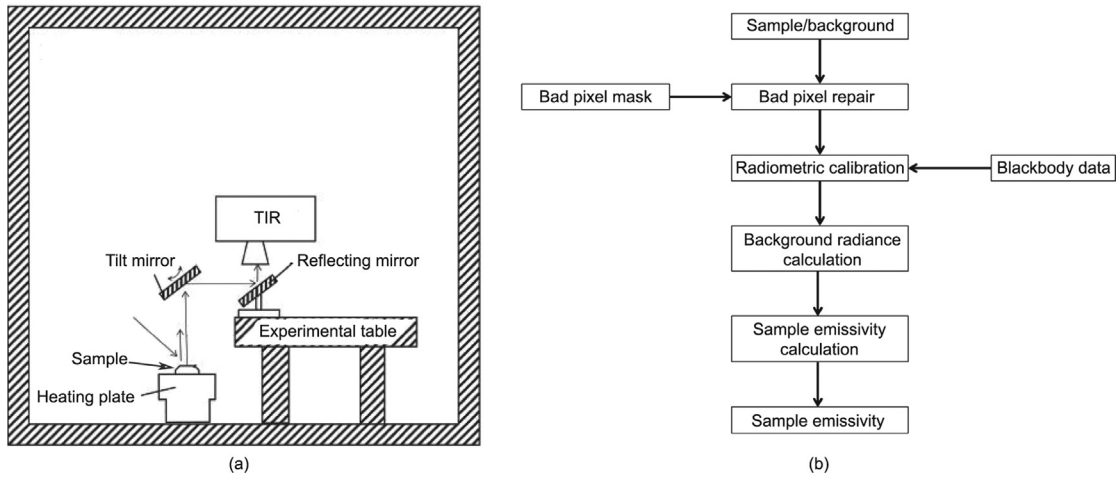 TIR
Tilt mirror
Reflecting mirror
Experimental table
Sample
Heating plate
(a)
Sample/background
Bad pixel mask
Bad pixel repair
Radiometric calibration
Blackbody data
Background radiance
calculation
Sample emissivity
calculation
Sample emissivity
(b)